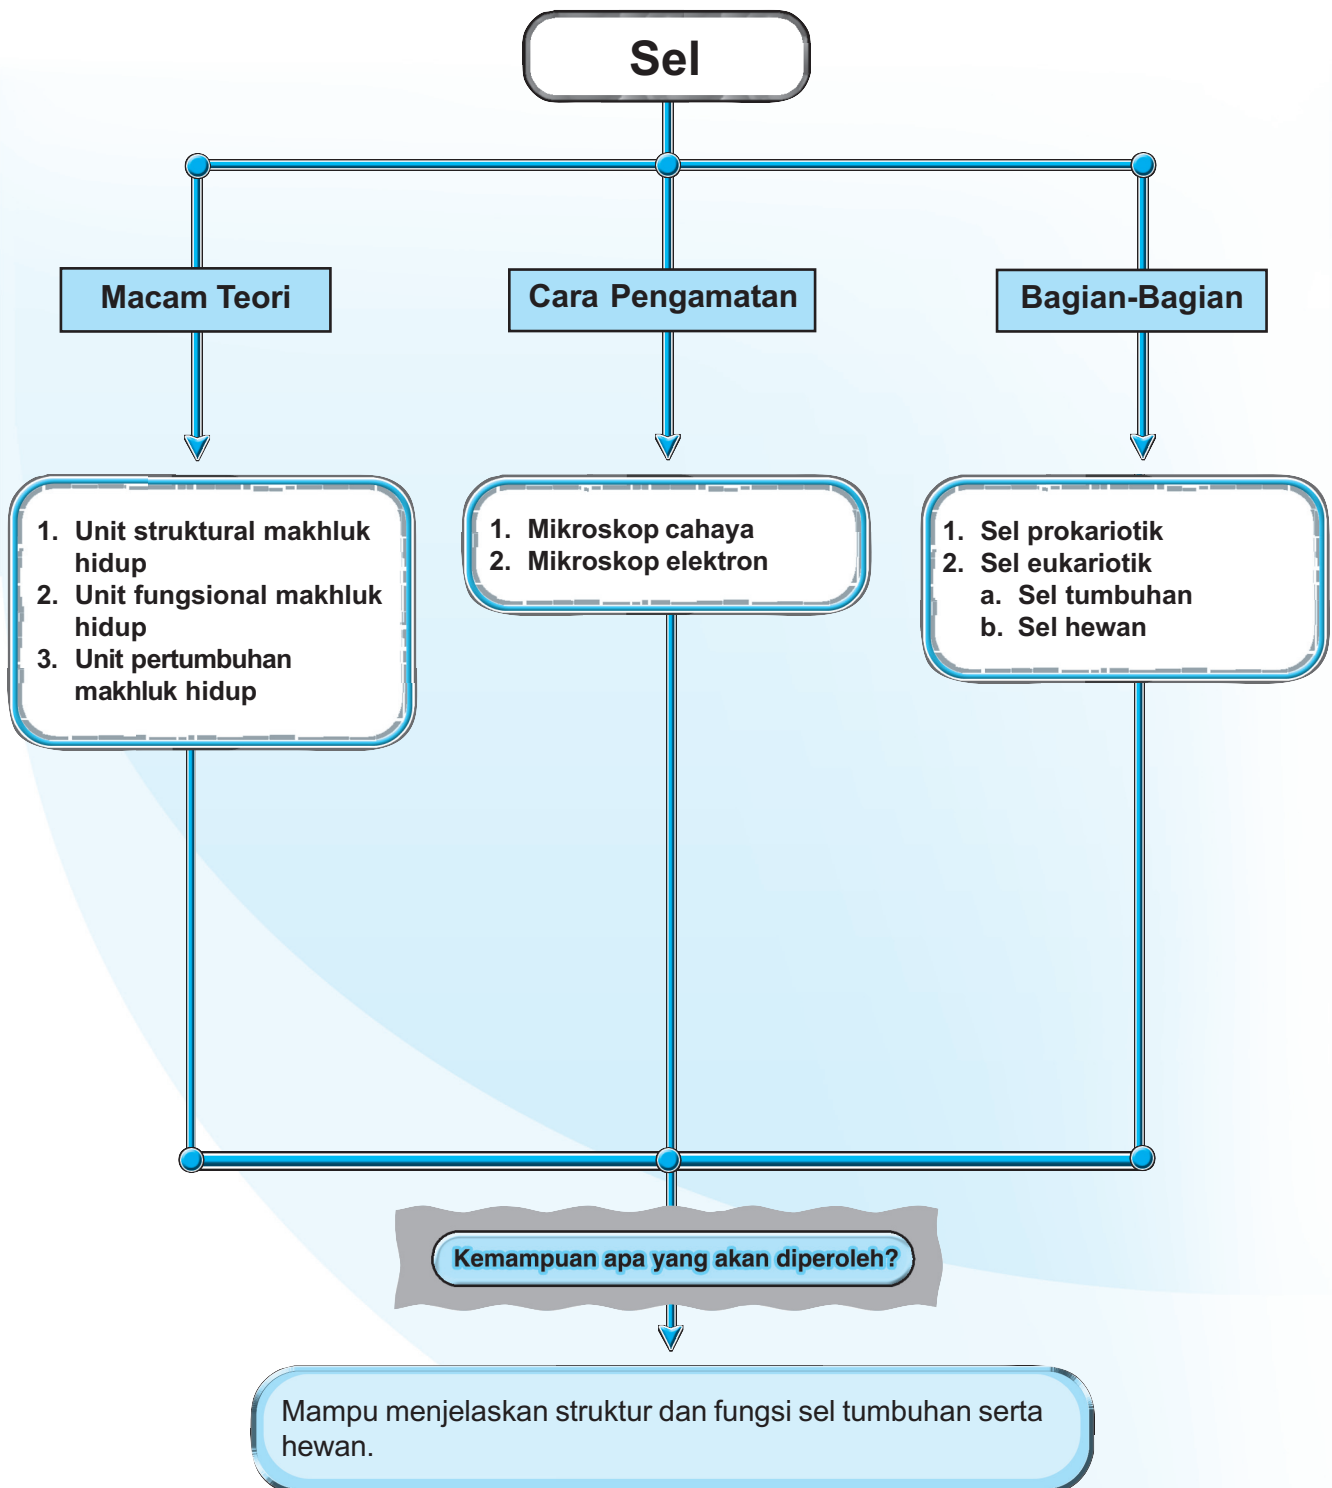 Sel
Macam Teori
Cara Pengamatan
Bagian-Bagian
1. Unit struktural makhluk
hidup
2. Unit fungsional makhluk
hidup
3. Unit pertumbuhan
makhluk hidup
1. Mikroskop cahaya
2. Mikroskop elektron
1. Sel prokariotik
2. Sel eukariotik
a. Sel tumbuhan
b. Sel hewan
Kemampuan apa yang akan diperoleh?
Mampu menjelaskan struktur dan fungsi sel tumbuhan serta
hewan.